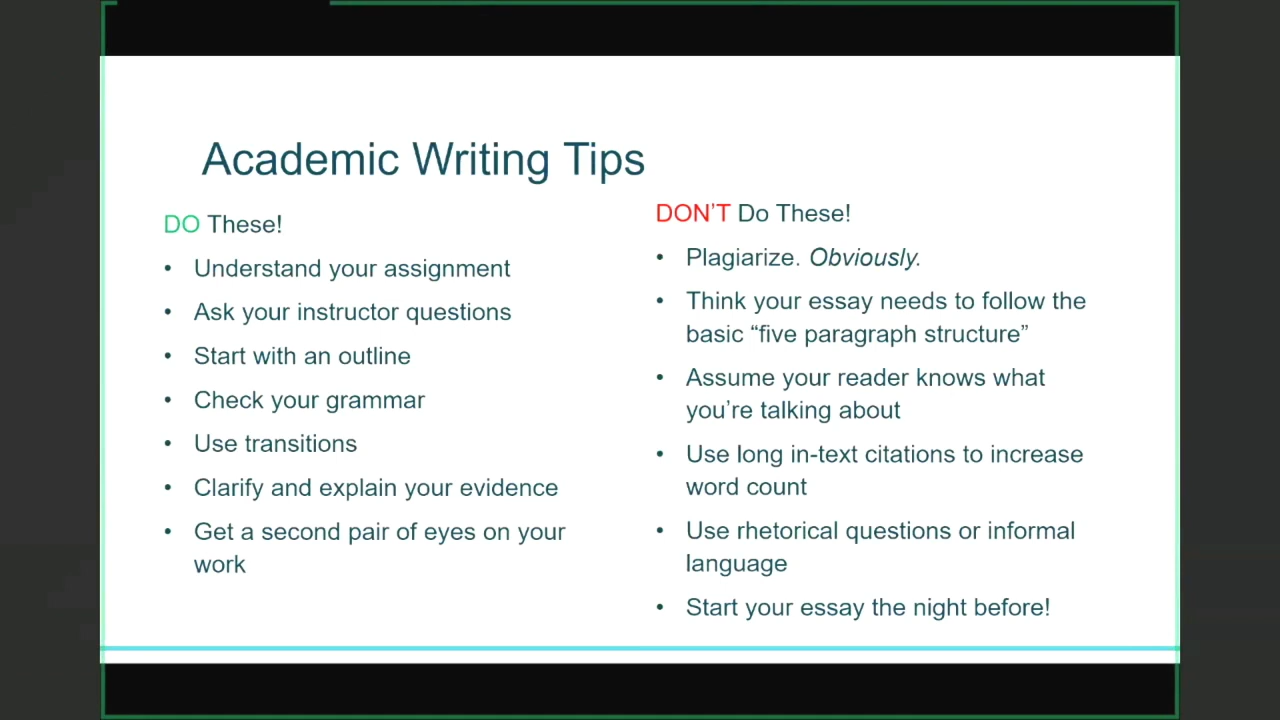 Academic Writing Tips
DO These!
• Understand your assignment
• Ask your instructor questions
• Start with an outline
• Check your grammar
• Use transitions
• Clarify and explain your evidence
• Get a second pair of eyes on your
work
DON’T Do These!
• Plagiarize. Obviously.
• Think your essay needs to follow the
basic “five paragraph structure”
• Assume your reader knows what
you’re talking about
• Use long in-text citations to increase
word count
• Use rhetorical questions or informal
language
• Start your essay the night before!